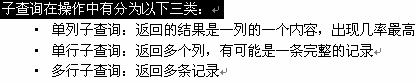 子查询在操作中有分为以下三类：
• 单列子查询：返回的结果是一列的一个内容，出现几率最高
• 单行子查询：返回多个列，有可能是一条完整的记录
• 多行子查询：返回多条记录